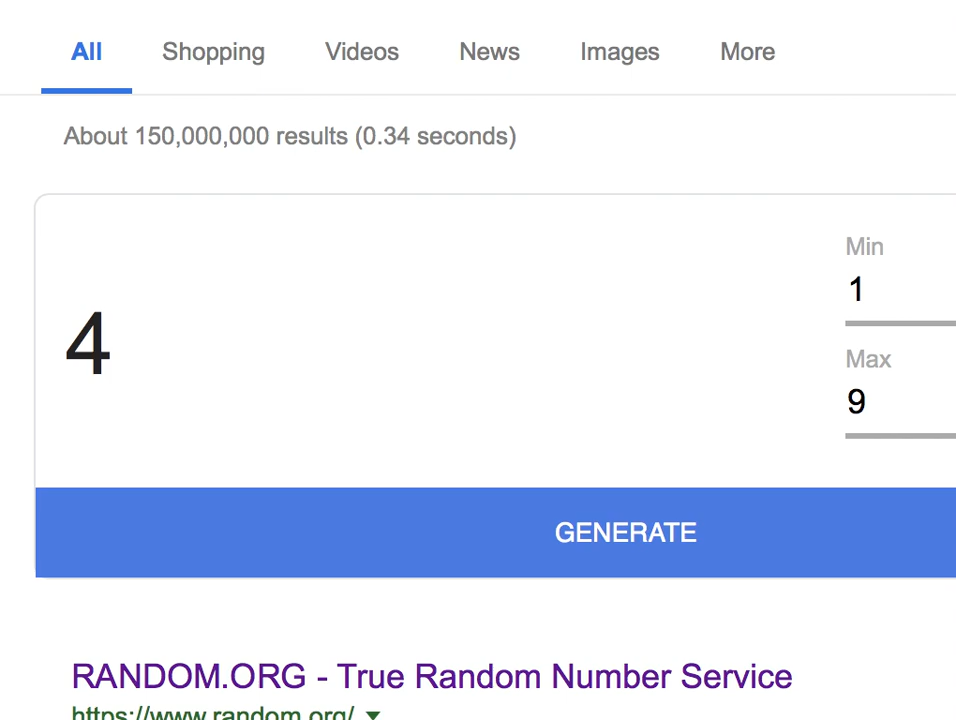 All Shopping Videos News Images More
About 150,000,000 results (0.34 seconds)
Min
1
4
Max
9
GENERATE
RANDOM.ORG - True Random Number Service
https://www.random.org/